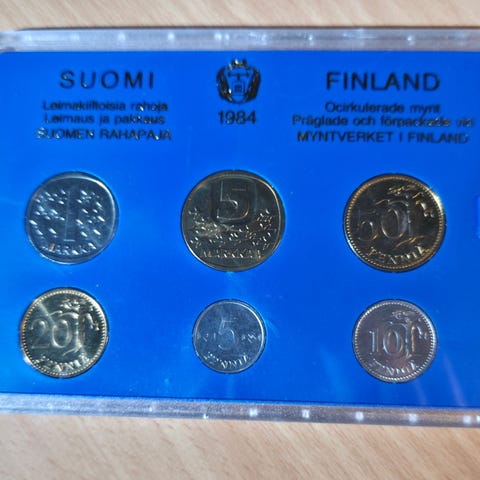 SUOMI
Leimakiiltoisia rahoja
Leimaus ja pakkaus
SUOMEN RAHAPAJA
1984
FINLAND
Ocirkulerade mynt
Präglade och förpackade vid
MYNTVERKET I FINLAND
1
MARKKA
5
MARKKAA
50
PENNIÄ
20
PENNIÄ
5
PENNIÄ
10
PENNIÄ